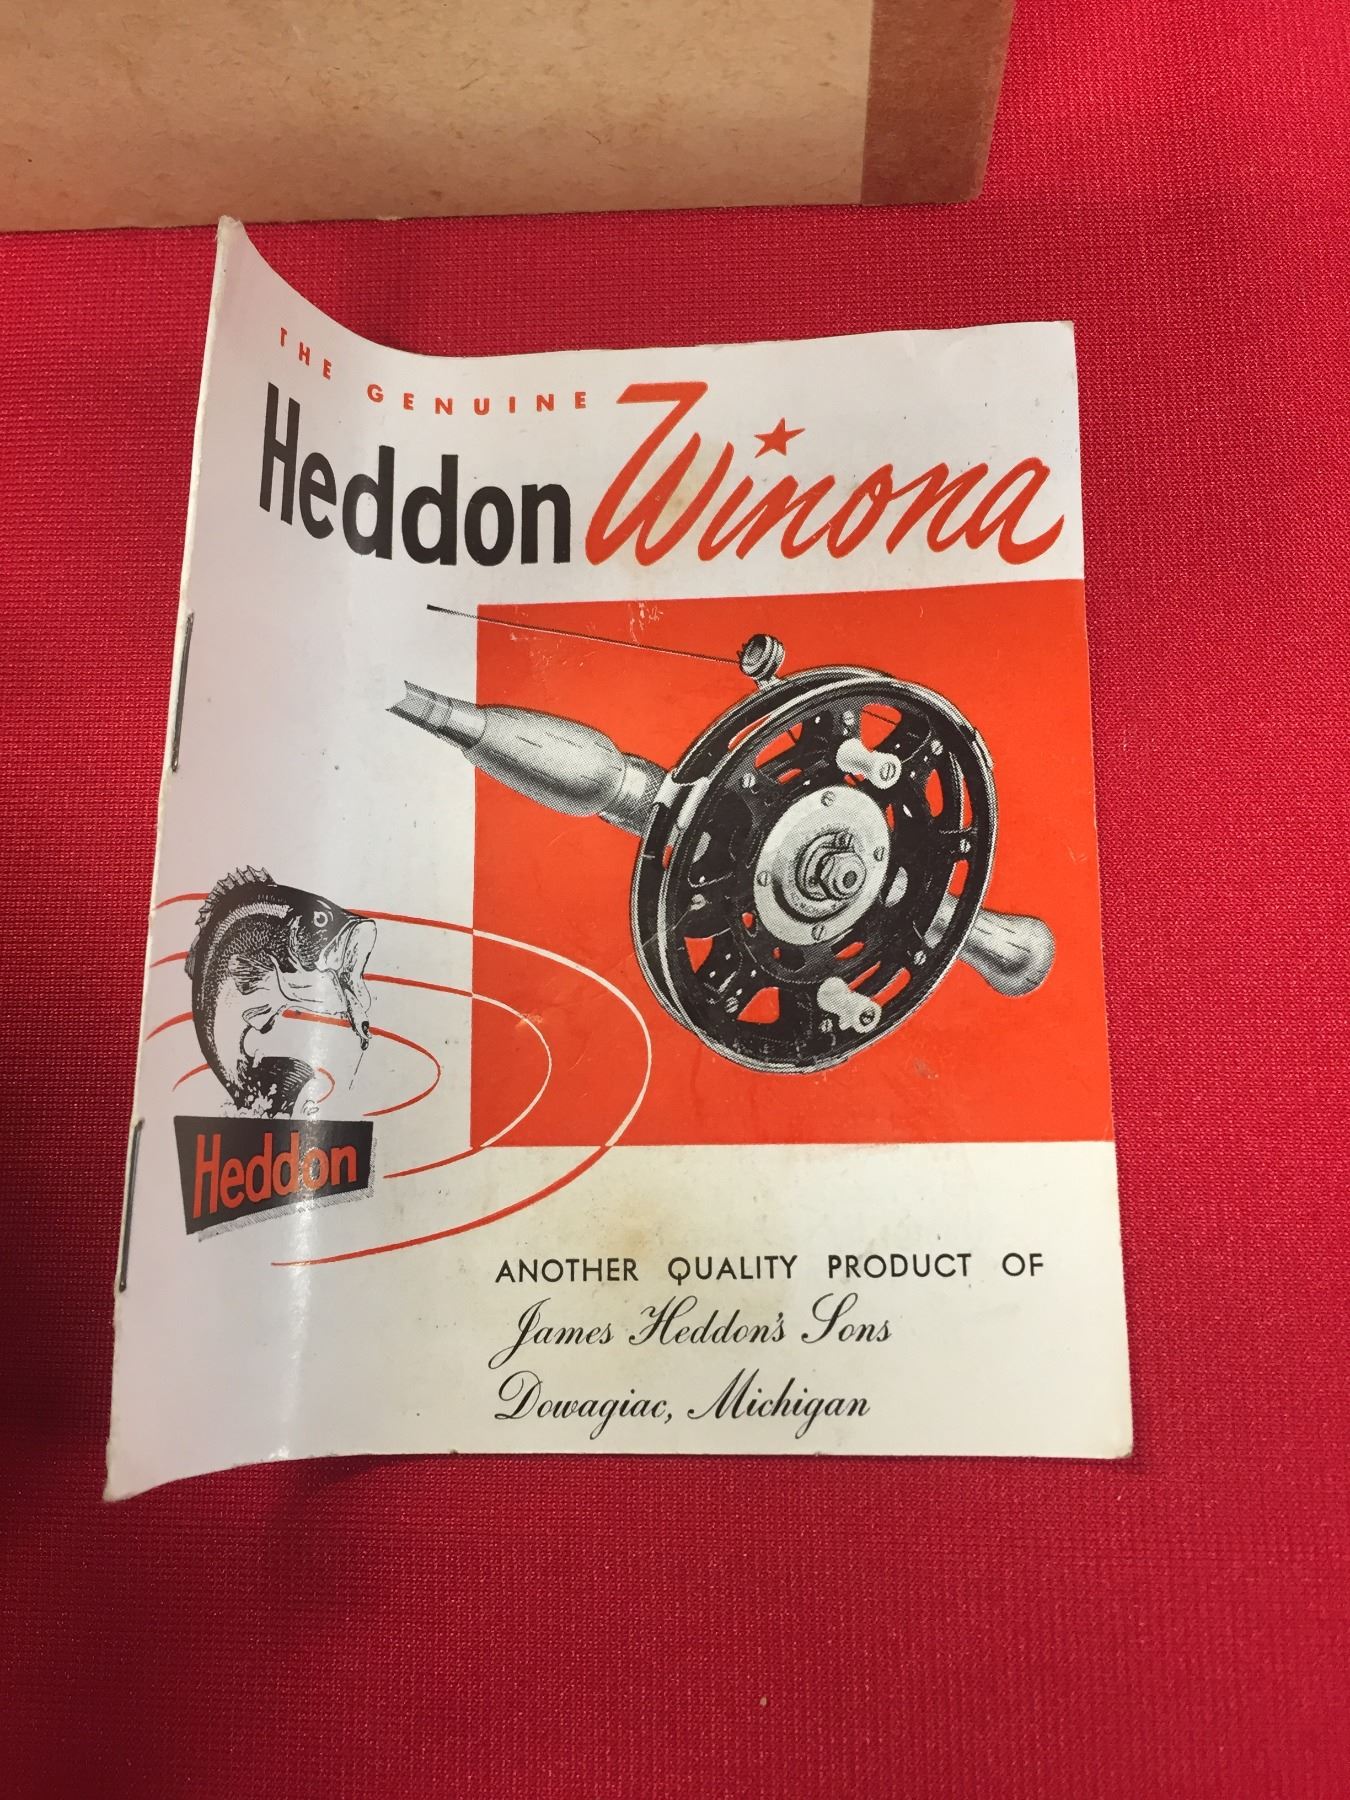 THE GENUINE
Heddon Winona
Heddon
ANOTHER QUALITY PRODUCT OF
James Heddon's Sons
Dowagiac, Michigan